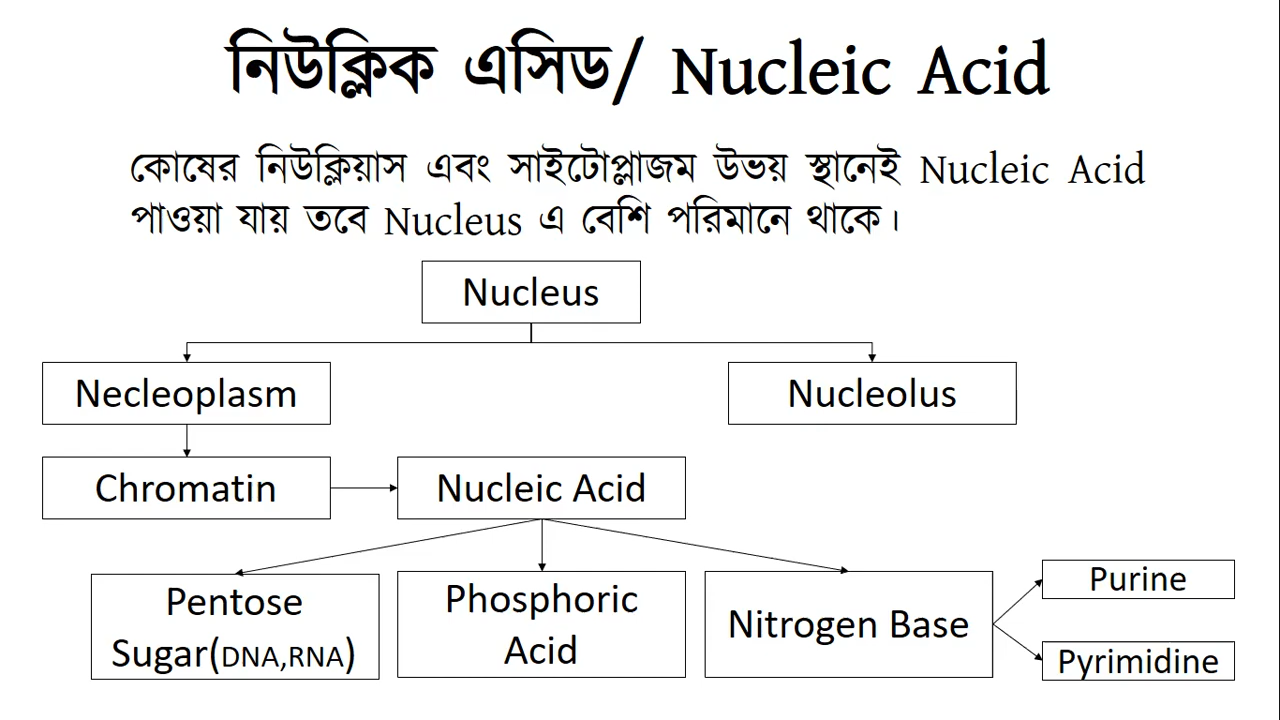 নিউক্লিক এসিড/ Nucleic Acid
কোষের নিউক্লিয়াস এবং সাইটোপ্লাজম উভয় স্থানেই Nucleic Acid
পাওয়া যায় তবে Nucleus এ বেশি পরিমানে থাকে।
Nucleus
Necleoplasm
Nucleolus
Chromatin
Nucleic Acid
Pentose
Sugar(DNA,RNA)
Phosphoric
Acid
Nitrogen Base
Purine
Pyrimidine